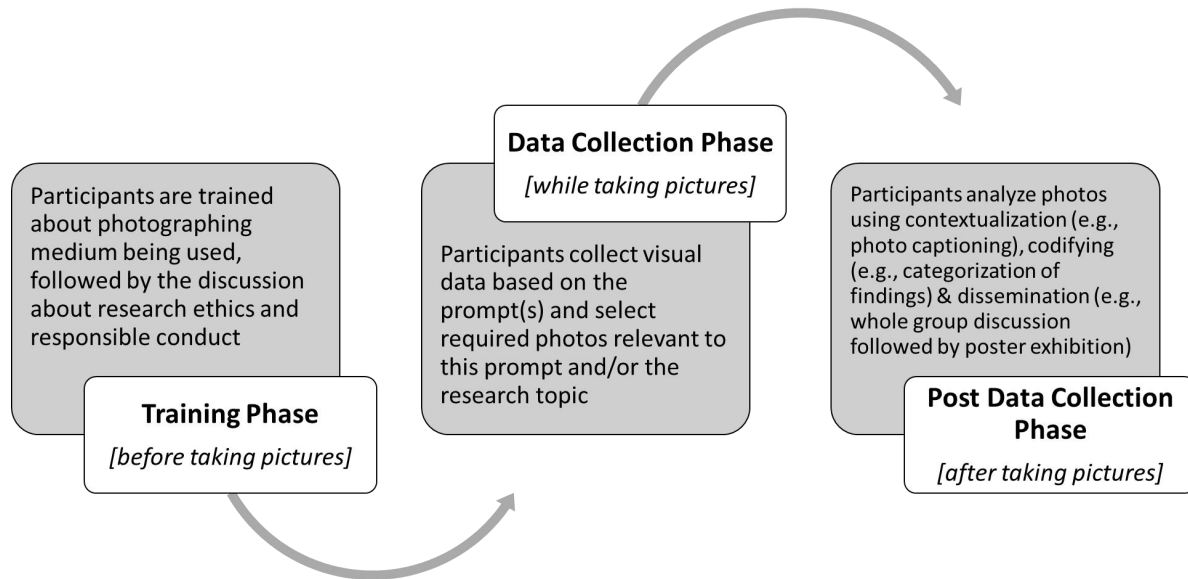 Participants are trained
about photographing
medium being used,
followed by the discussion
about research ethics and
responsible conduct
Training Phase
[before taking pictures]
Data Collection Phase
[while taking pictures]
Participants collect visual
data based on the
prompt(s) and select
required photos relevant to
this prompt and/or the
research topic
Participants analyze photos
using contextualization (e.g.,
photo captioning), codifying
(e.g., categorization of
findings) & dissemination (e.g.,
whole group discussion
followed by poster exhibition)
Post Data Collection
Phase
[after taking pictures]